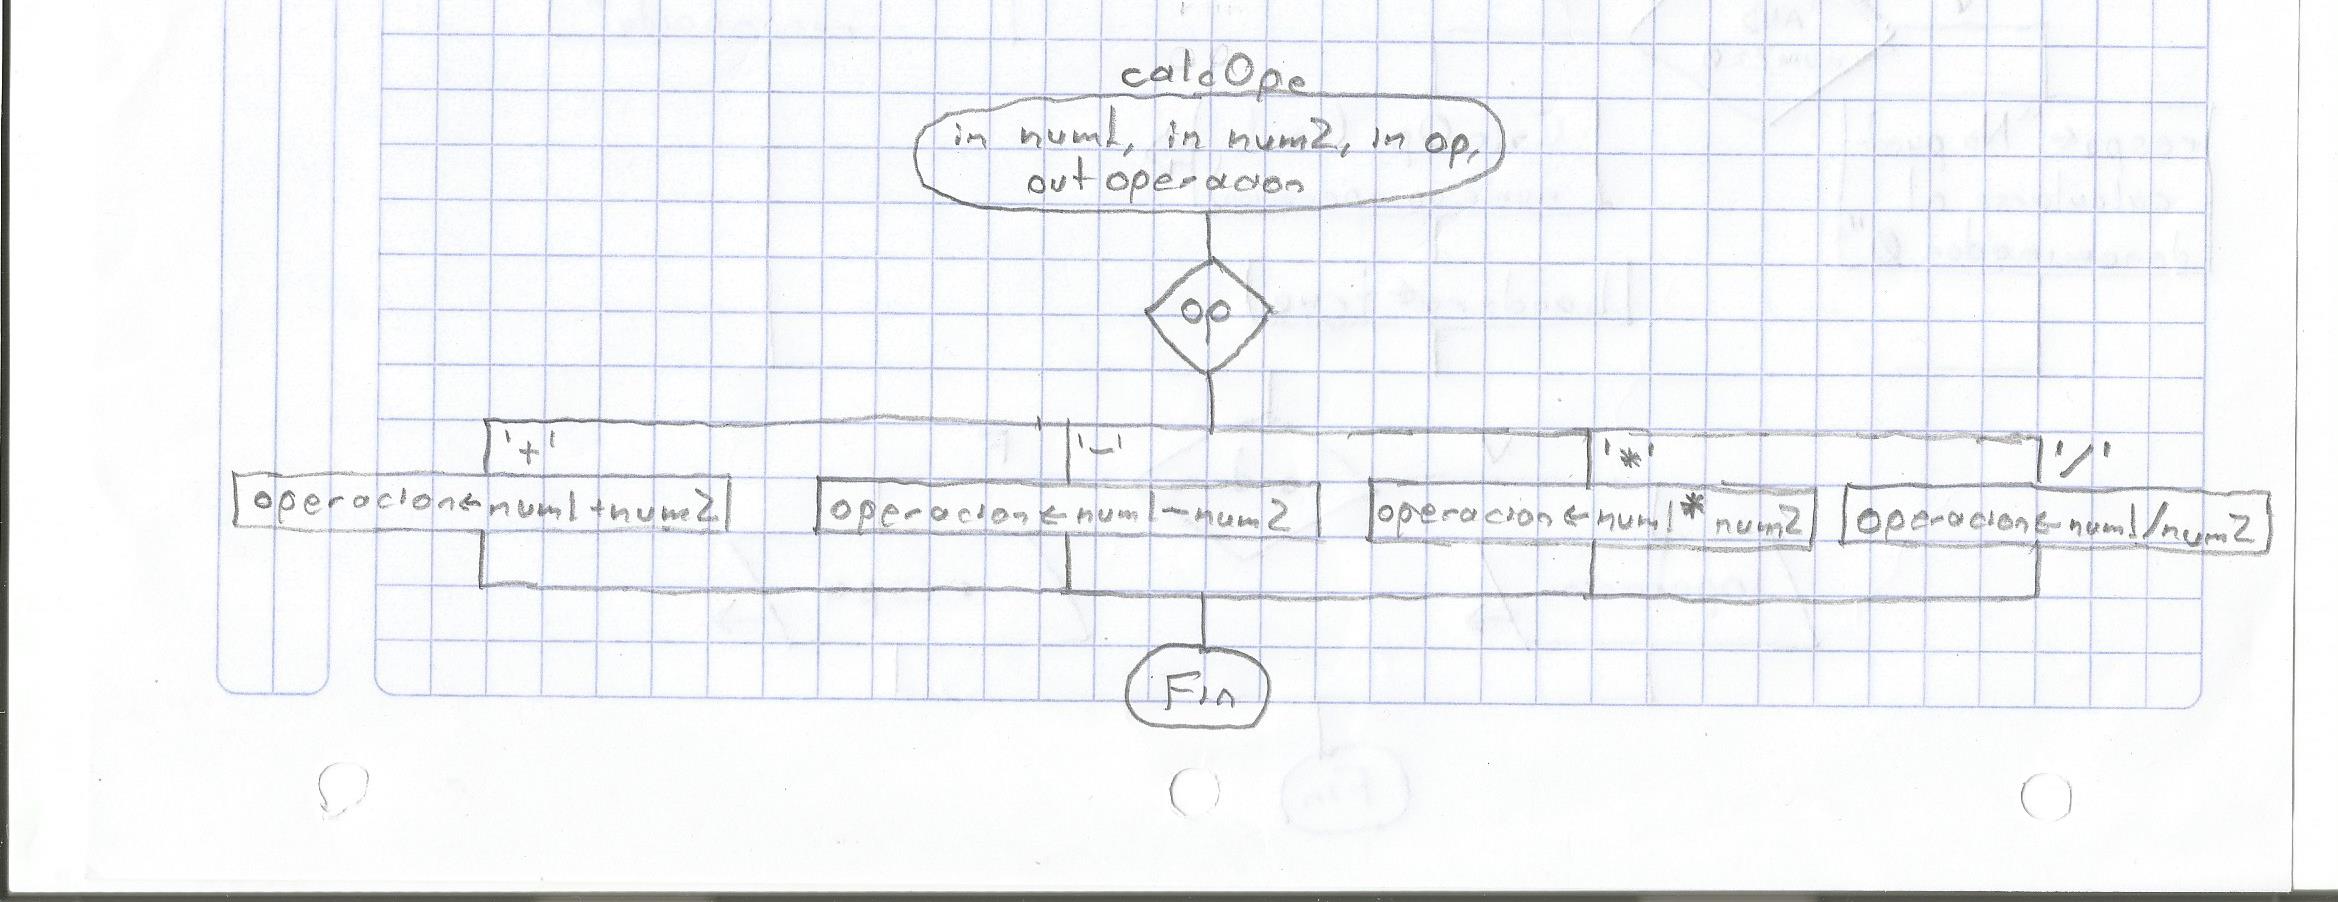 calcOpe
in num1, in num2, in op,
out operacion
op
'+'
'-'
'*'
'/'
operacion←num1+num2
operacion←num1-num2
operacion←num1*num2
operacion←num1/num2
Fin